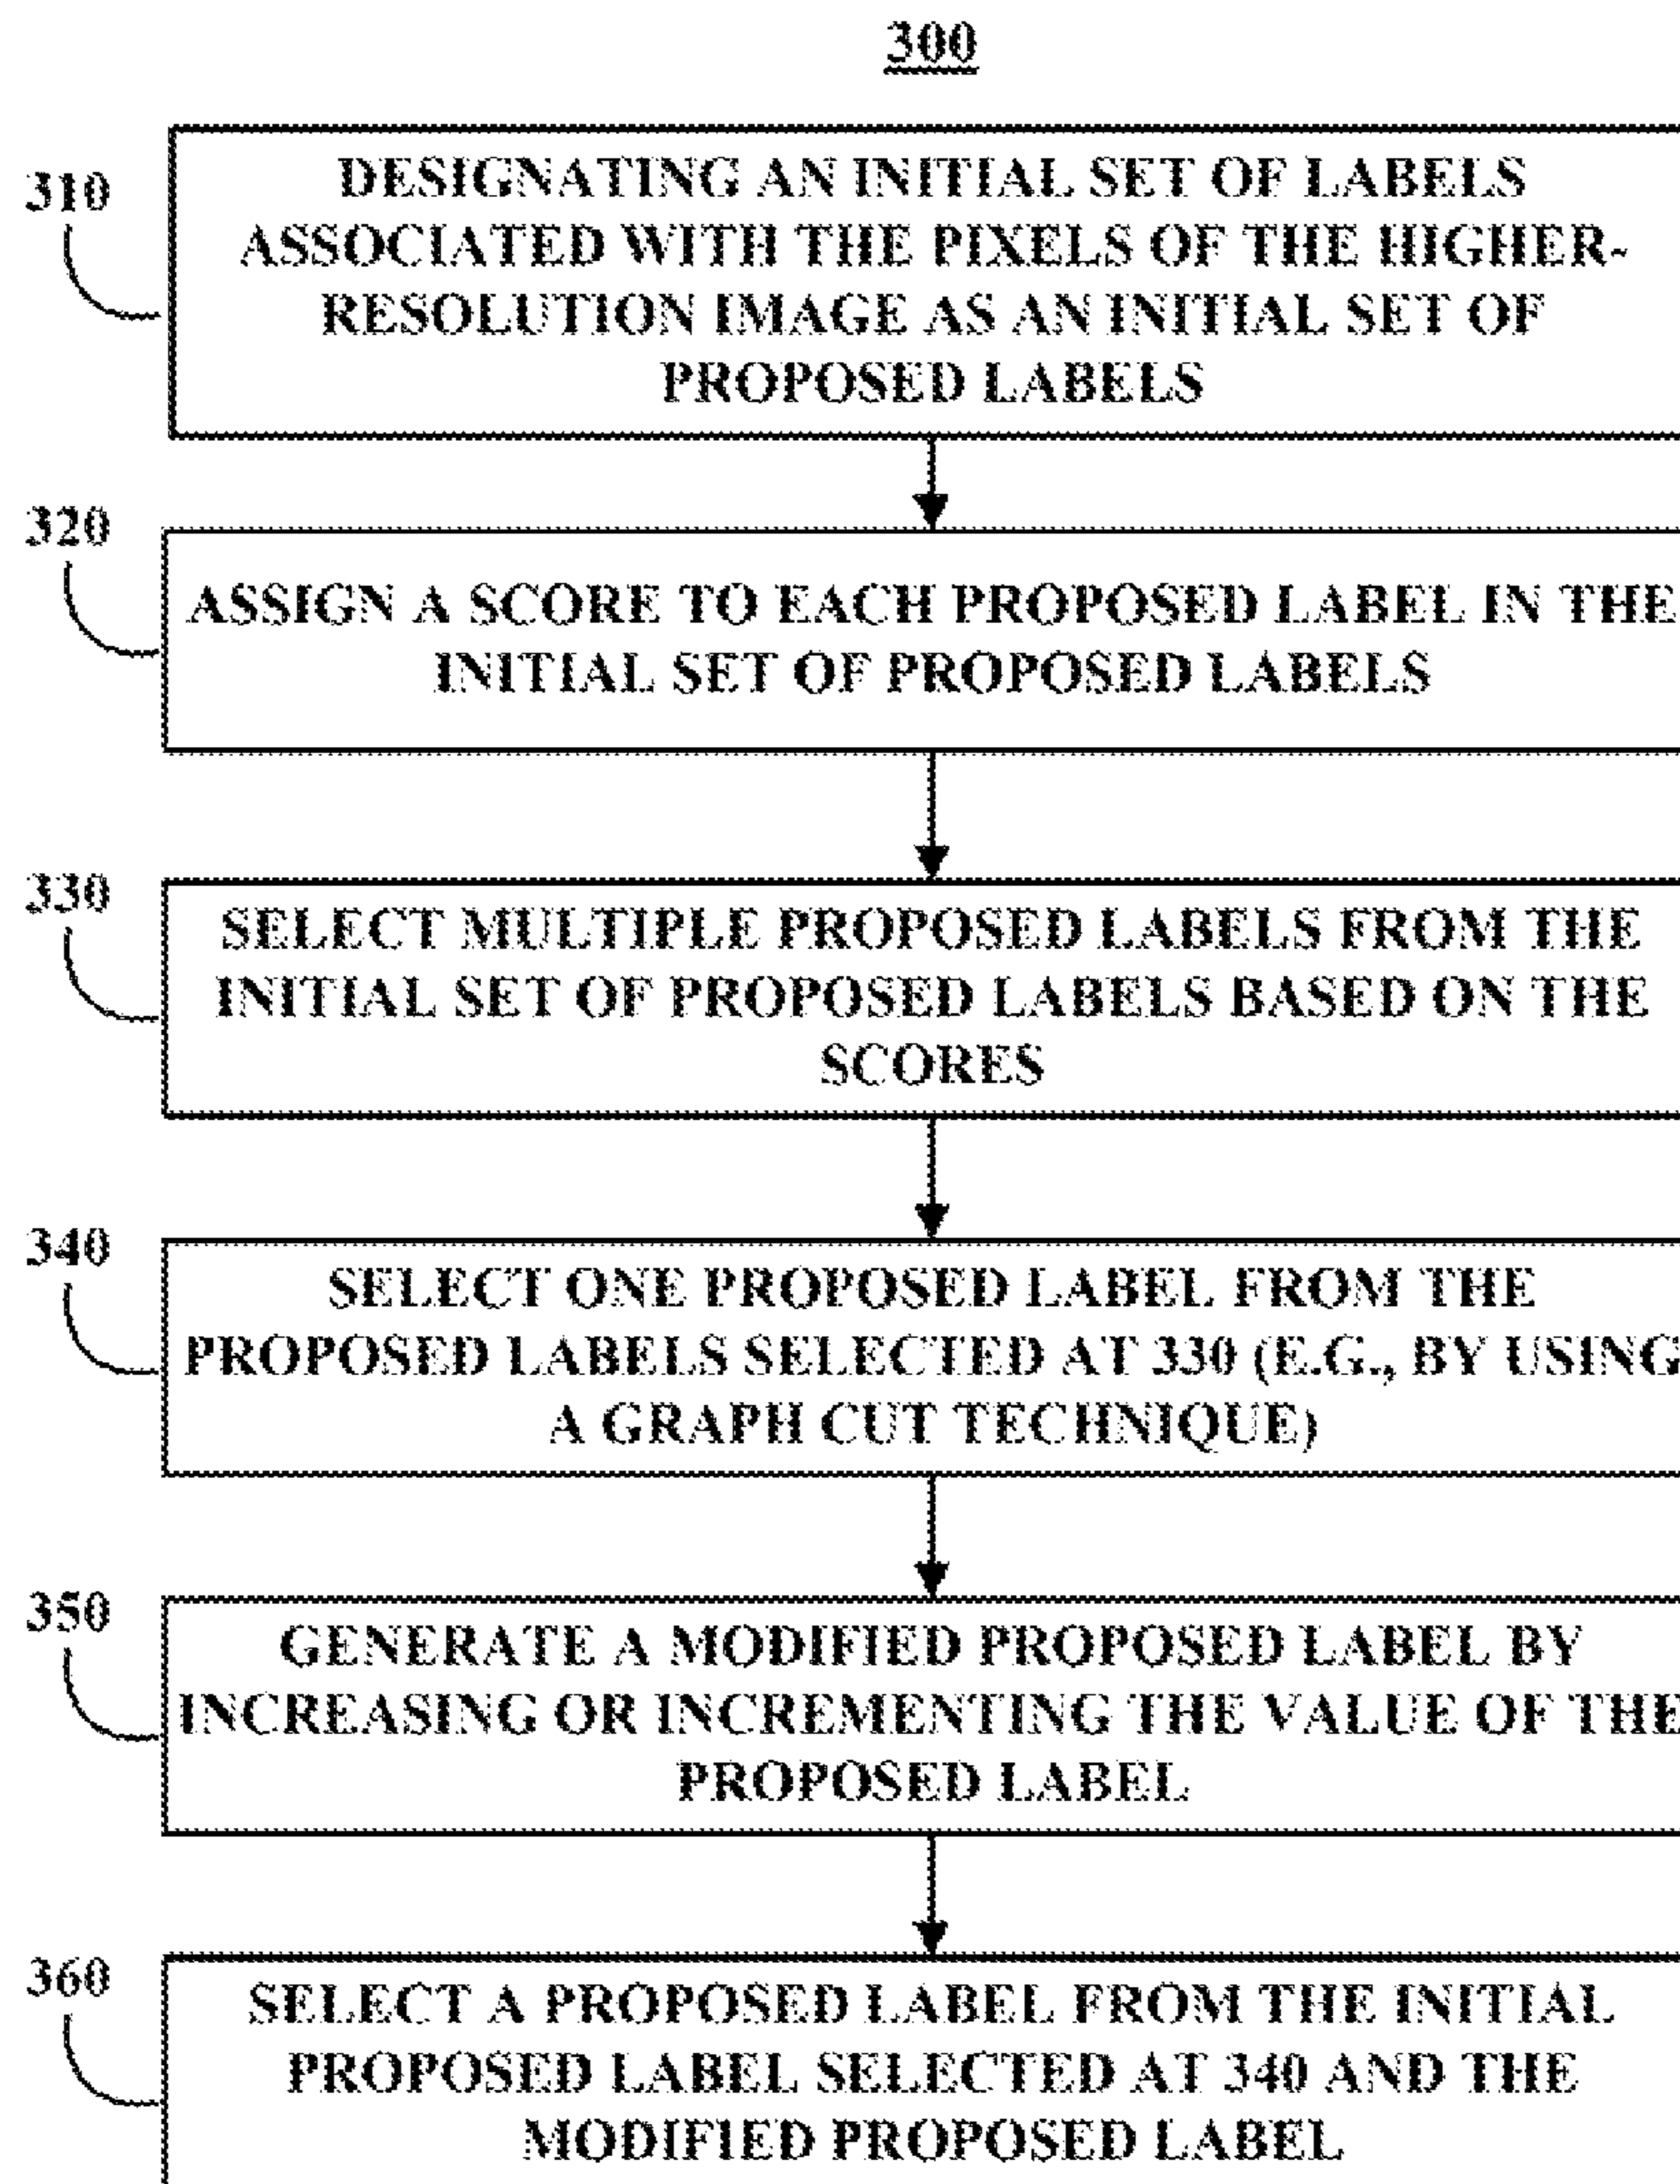 300
310
DESIGNATING AN INITIAL SET OF LABELS
ASSOCIATED WITH THE PIXELS OF THE HIGHER-
RESOLUTION IMAGE AS AN INITIAL SET OF
PROPOSED LABELS
320
ASSIGN A SCORE TO EACH PROPOSED LABEL IN THE
INITIAL SET OF PROPOSED LABELS
330
SELECT MULTIPLE PROPOSED LABELS FROM THE
INITIAL SET OF PROPOSED LABELS BASED ON THE
SCORES
340
SELECT ONE PROPOSED LABEL FROM THE
PROPOSED LABELS SELECTED AT 330 (E.G., BY USING
A GRAPH CUT TECHNIQUE)
350
GENERATE A MODIFIED PROPOSED LABEL BY
INCREASING OR INCREMENTING THE VALUE OF THE
PROPOSED LABEL
360
SELECT A PROPOSED LABEL FROM THE INITIAL
PROPOSED LABEL SELECTED AT 340 AND THE
MODIFIED PROPOSED LABEL